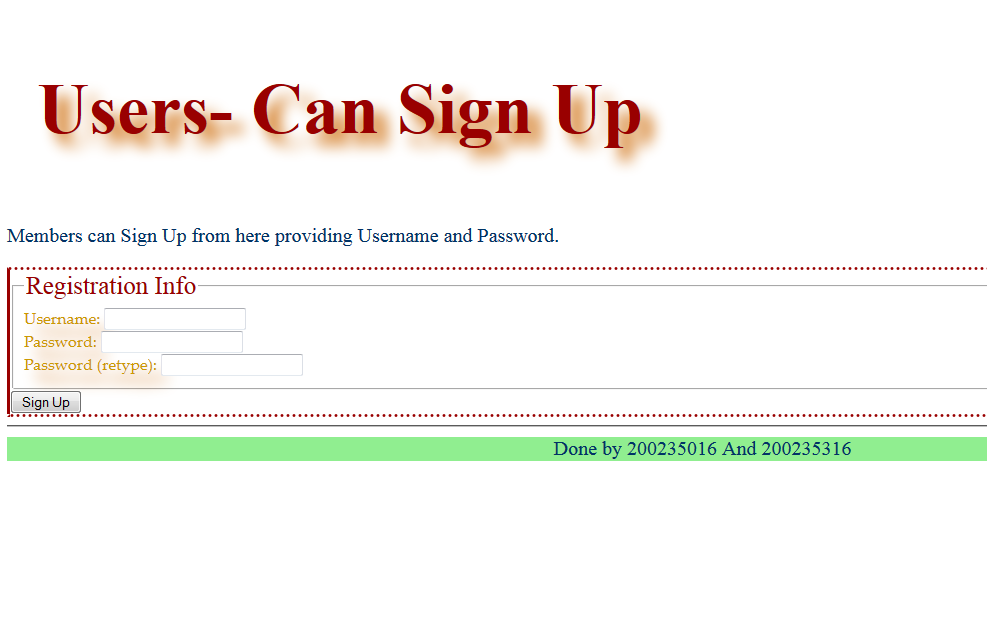 Users- Can Sign Up
Members can Sign Up from here providing Username and Password.
Registration Info
Username:
Password:
Password (retype):
Sign Up
Done by 200235016 And 200235316